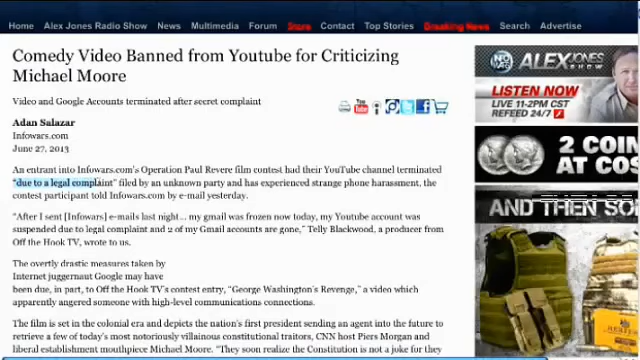 Home Alex Jones Radio Show News Multimedia Forum Store Contact Top Stories Breaking News Search Advertise
Comedy Video Banned from Youtube for Criticizing
Michael Moore
Video and Google Accounts terminated after secret complaint
Adan Salazar
Infowars.com
June 27, 2013
An entrant into Infowars.com's Operation Paul Revere film contest had their YouTube channel terminated
“due to a legal complaint” filed by an unknown party and has experienced strange phone harassment, the
contest participant told Infowars.com by e-mail yesterday.
“After I sent [Infowars] e-mails last night... my gmail was frozen now today, my Youtube account was
suspended due to legal complaint and 2 of my Gmail accounts are gone,” Telly Blackwood, a producer from
Off the Hook TV, wrote to us.
The overtly drastic measures taken by
Internet juggernaut Google may have
been due, in part, to Off the Hook TV's contest entry, “George Washington's Revenge,” a video which
apparently angered someone with high-level communications connections.
The film is set in the colonial era and depicts the nation's first president sending an agent into the future to
retrieve a few of today's most notoriously villainous constitutional traitors, CNN host Piers Morgan and
liberal establishment mouthpiece Michael Moore. “They soon realize the Constitution is not a joke for they
ALEX JONES
SHOW
LISTEN NOW
LIVE 11-2PM CST
REFEED 24/7
2 COIN
AT COS
AND THEN SO